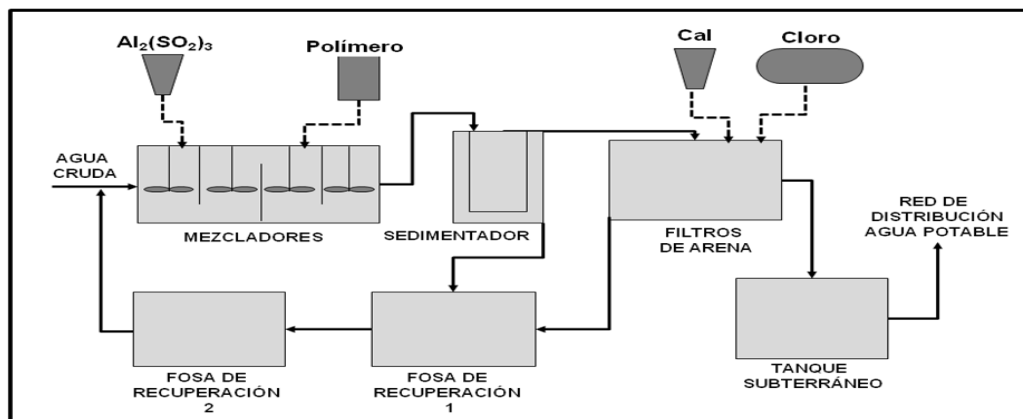 Al₂(SO₂)₃
Polímero
Cal
Cloro
AGUA
CRUDA
MEZCLADORES
SEDIMENTADOR
FILTROS
DE ARENA
RED DE
DISTRIBUCIÓN
AGUA POTABLE
FOSA DE
RECUPERACIÓN
2
FOSA DE
RECUPERACIÓN
1
TANQUE
SUBTERRÁNEO